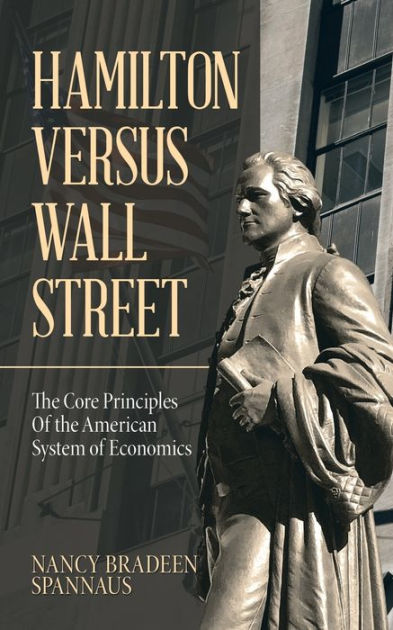 HAMILTON
VERSUS
WALL
STREET
The Core Principles
Of the American
System of Economics
NANCY BRADEEN
SPANNAUS